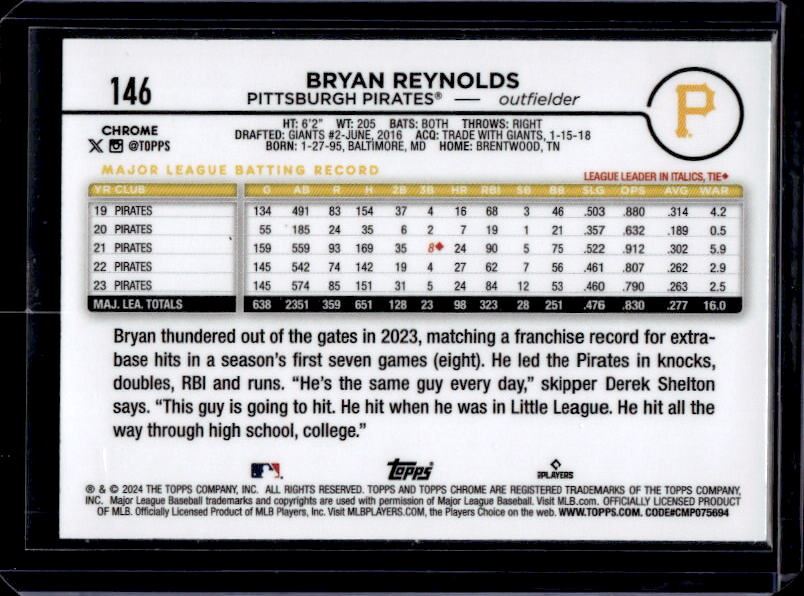 146
BRYAN REYNOLDS
PITTSBURGH PIRATES® — outfielder
P
CHROME
X @TOPPS
HT: 6'2" WT: 205 BATS: BOTH THROWS: RIGHT
DRAFTED: GIANTS #2-JUNE, 2016 ACQ: TRADE WITH GIANTS, 1-15-18
BORN: 1-27-95, BALTIMORE, MD HOME: BRENTWOOD, TN
MAJOR LEAGUE BATTING RECORD
LEAGUE LEADER IN ITALICS, TIE♦
YR CLUB G AB R H 2B 3B HR RBI SB BB SLG OPS AVG WAR
19 PIRATES 134 491 83 154 37 4 16 68 3 46 .503 .880 .314 4.2
20 PIRATES 55 185 24 35 6 2 7 19 1 21 .357 .632 .189 0.5
21 PIRATES 159 559 93 169 35 8♦ 24 90 5 75 .522 .912 .302 5.9
22 PIRATES 145 542 74 142 19 4 27 62 7 56 .461 .807 .262 2.9
23 PIRATES 145 574 85 151 31 5 24 84 12 53 .460 .790 .263 2.5
MAJ. LEA. TOTALS 638 2351 359 651 128 23 98 323 28 251 .476 .830 .277 16.0
Bryan thundered out of the gates in 2023, matching a franchise record for extra-
base hits in a season's first seven games (eight). He led the Pirates in knocks,
doubles, RBI and runs. "He's the same guy every day," skipper Derek Shelton
says. "This guy is going to hit. He hit when he was in Little League. He hit all the
way through high school, college."
Topps
PLAYERS
® & © 2024 THE TOPPS COMPANY, INC. ALL RIGHTS RESERVED. TOPPS AND TOPPS CHROME ARE REGISTERED TRADEMARKS OF THE TOPPS COMPANY,
INC. Major League Baseball trademarks and copyrights are used with permission of Major League Baseball. Visit MLB.com. OFFICIALLY LICENSED PRODUCT
OF MLB. Officially Licensed Product of MLB Players, Inc. Visit MLBPLAYERS.COM, the Players Choice on the web. WWW.TOPPS.COM. CODE#CMP075694